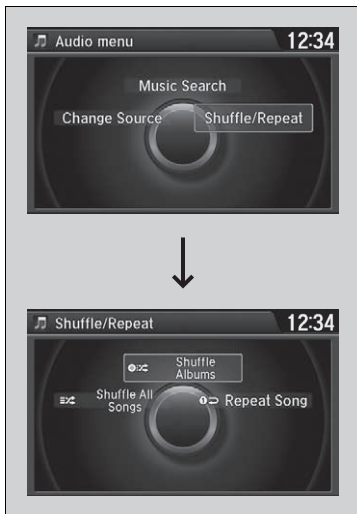 Audio menu 12:34
Music Search
Change Source Shuffle/Repeat
Shuffle/Repeat 12:34
Shuffle
Albums
Shuffle All
Songs
Repeat Song